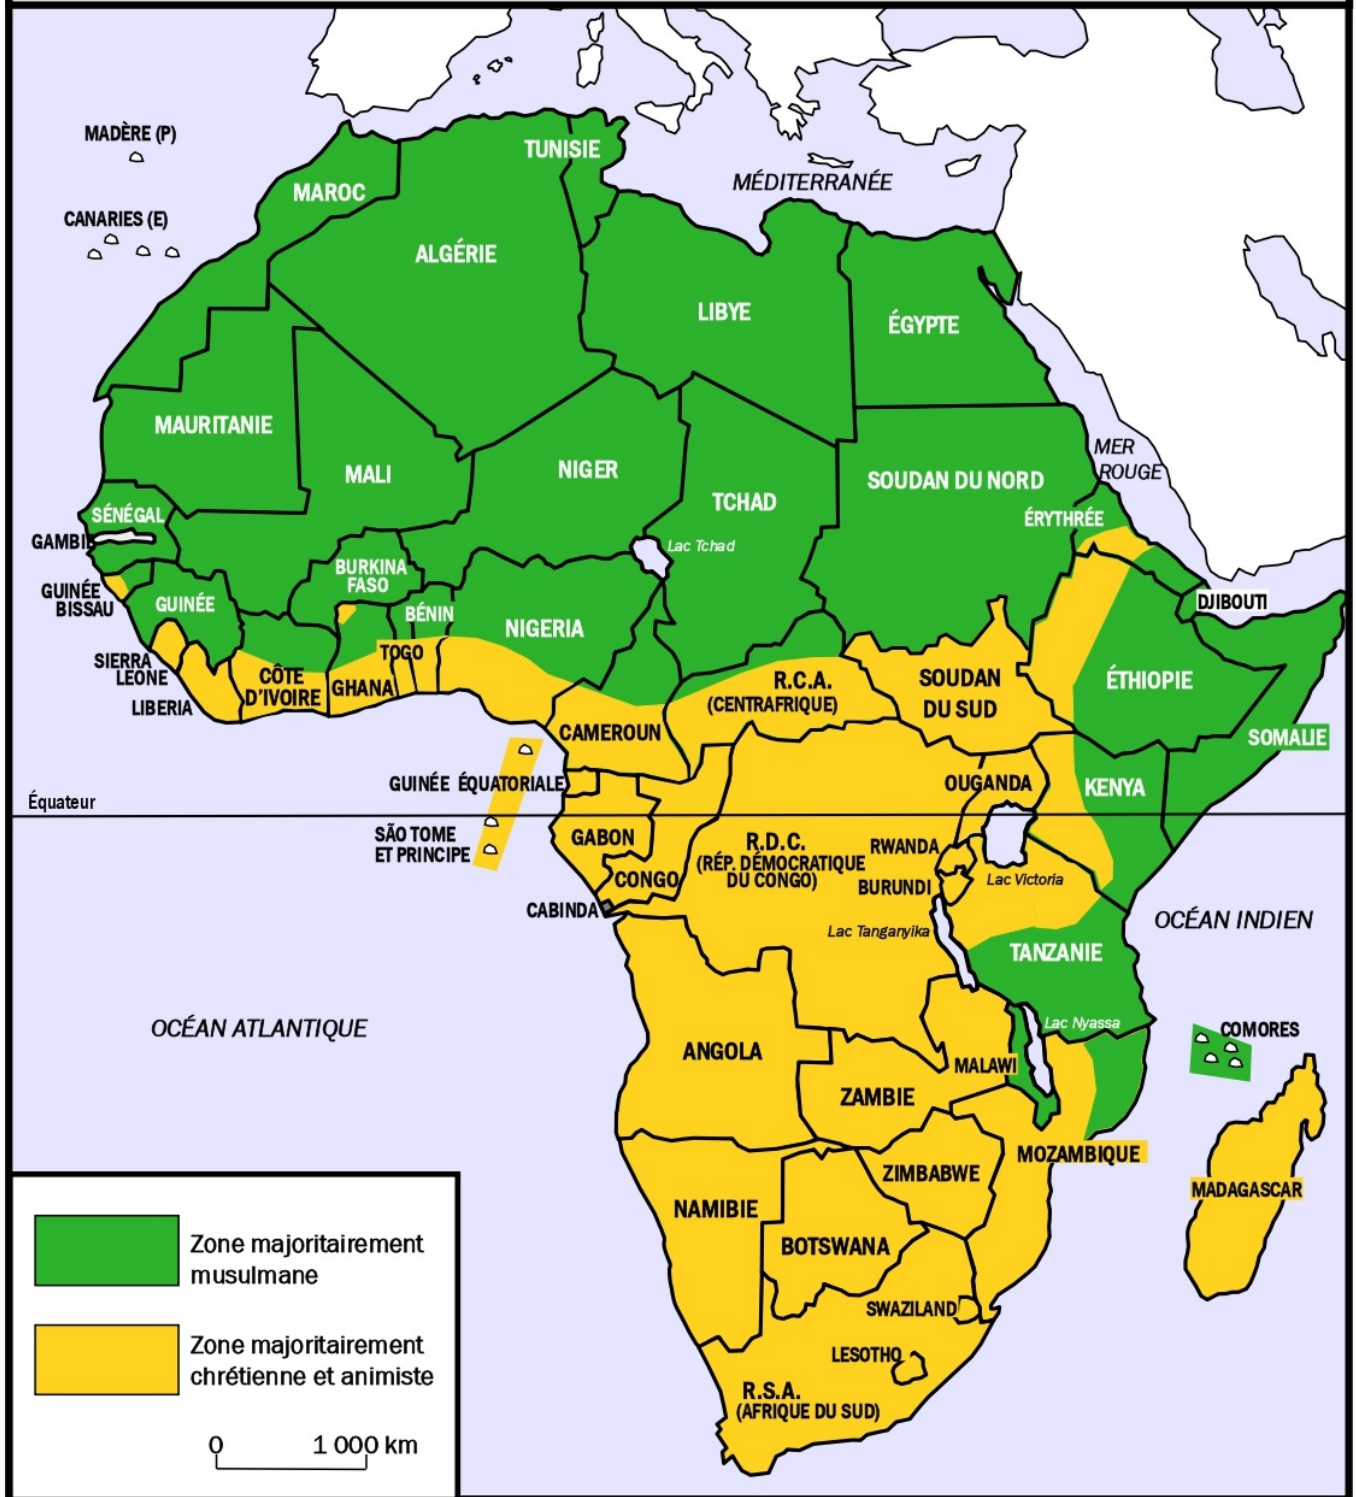 MADÈRE (P)
CANARIES (E)
MÉDITERRANÉE
TUNISIE
MAROC
ALGÉRIE
LIBYE
ÉGYPTE
MAURITANIE
MALI
NIGER
TCHAD
SOUDAN DU NORD
MER
ROUGE
ÉRYTHRÉE
SÉNÉGAL
GAMBIE
Lac Tchad
BURKINA
FASO
GUINÉE
BISSAU
GUINÉE
BÉNIN
NIGERIA
DJIBOUTI
TOGO
SIERRA
LEONE
LIBERIA
CÔTE
D'IVOIRE
GHANA
R.C.A.
(CENTRAFRIQUE)
SOUDAN
DU SUD
ÉTHIOPIE
SOMALIE
CAMEROUN
GUINÉE ÉQUATORIALE
OUGANDA
KENYA
Équateur
SÃO TOME
ET PRINCIPE
GABON
CONGO
R.D.C.
(RÉP. DÉMOCRATIQUE
DU CONGO)
RWANDA
BURUNDI
Lac Victoria
CABINDA
Lac Tanganyika
OCÉAN INDIEN
TANZANIE
OCÉAN ATLANTIQUE
Lac Nyassa
COMORES
ANGOLA
MALAWI
ZAMBIE
MOZAMBIQUE
ZIMBABWE
MADAGASCAR
NAMIBIE
BOTSWANA
SWAZILAND
LESOTHO
R.S.A.
(AFRIQUE DU SUD)
Zone majoritairement
musulmane
Zone majoritairement
chrétienne et animiste
0 1 000 km